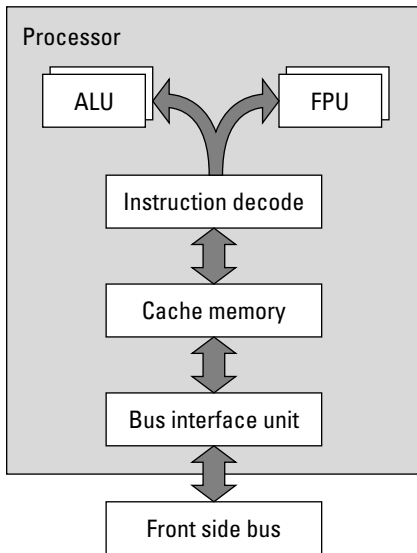 Processor
ALU
FPU
Instruction decode
Cache memory
Bus interface unit
Front side bus